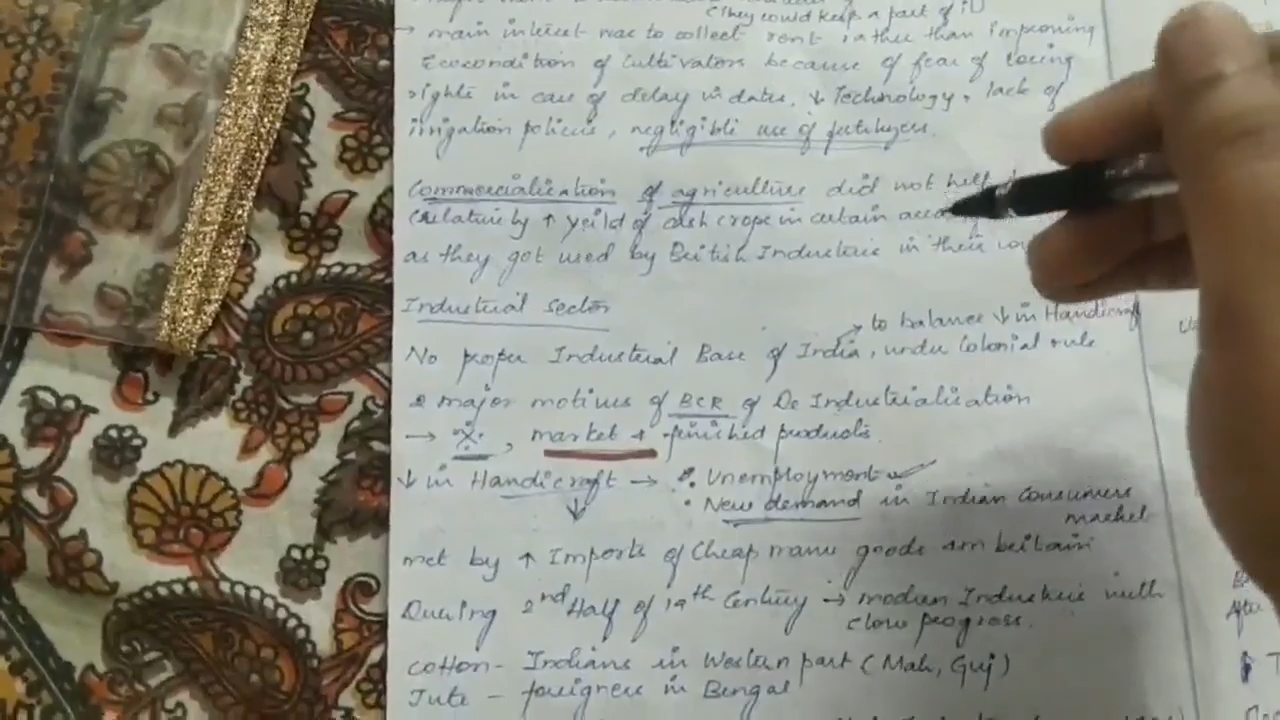 (they could keep a part of it)
→ main interest was to collect rent rather than improving
Eco condition of cultivators because of fear of losing
rights in case of delay in dates, ↓ Technology, lack of
irrigation policies, negligible use of fertilizers.
Commercialisation of agriculture did not help
(relatively ↑ yeild of cash crops in certain areas
as they got used by British Industries in their
Industrial Sector
→ to balance ↓ in Handicraft
No proper Industrial Base of India, under Colonial rule
2 major motives of BCR of De Industrialisation
→ X, market + finished products.
↓ in Handicraft → • Unemployment
• New demand in Indian Consumers
market
met by ↑ Imports of Cheap manu goods frm britain
During 2nd Half of 19th Century → modern Industries with
slow progress.
Cotton - Indians in Western part (Mah, Guj)
Jute - foreigners in Bengal
After